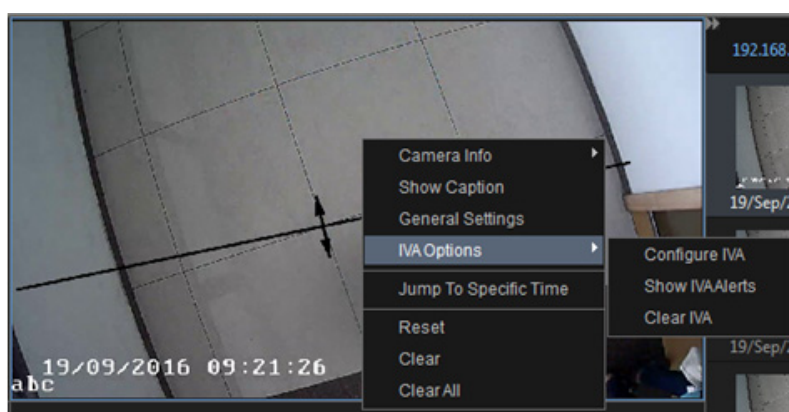 192.168.
Camera Info
Show Caption
General Settings
IVA Options
Jump To Specific Time
Reset
Clear
Clear All
Configure IVA
Show IVA Alerts
Clear IVA
19/Sep/2
19/Sep/
19/09/2016 09:21:26
abc